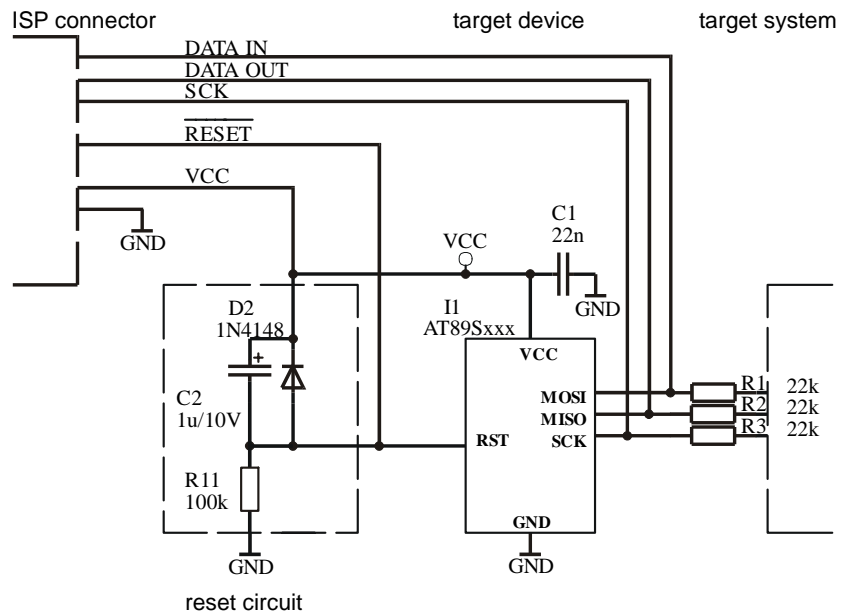 ISP connector
target device
target system
DATA IN
DATA OUT
SCK
RESET
VCC
GND
C1
22n
VCC
GND
D2
1N4148
I1
AT89Sxxx
VCC
+
C2
1u/10V
MOSI
MISO
SCK
RST
R1 22k
R2 22k
R3 22k
R11
100k
GND
GND
GND
reset circuit